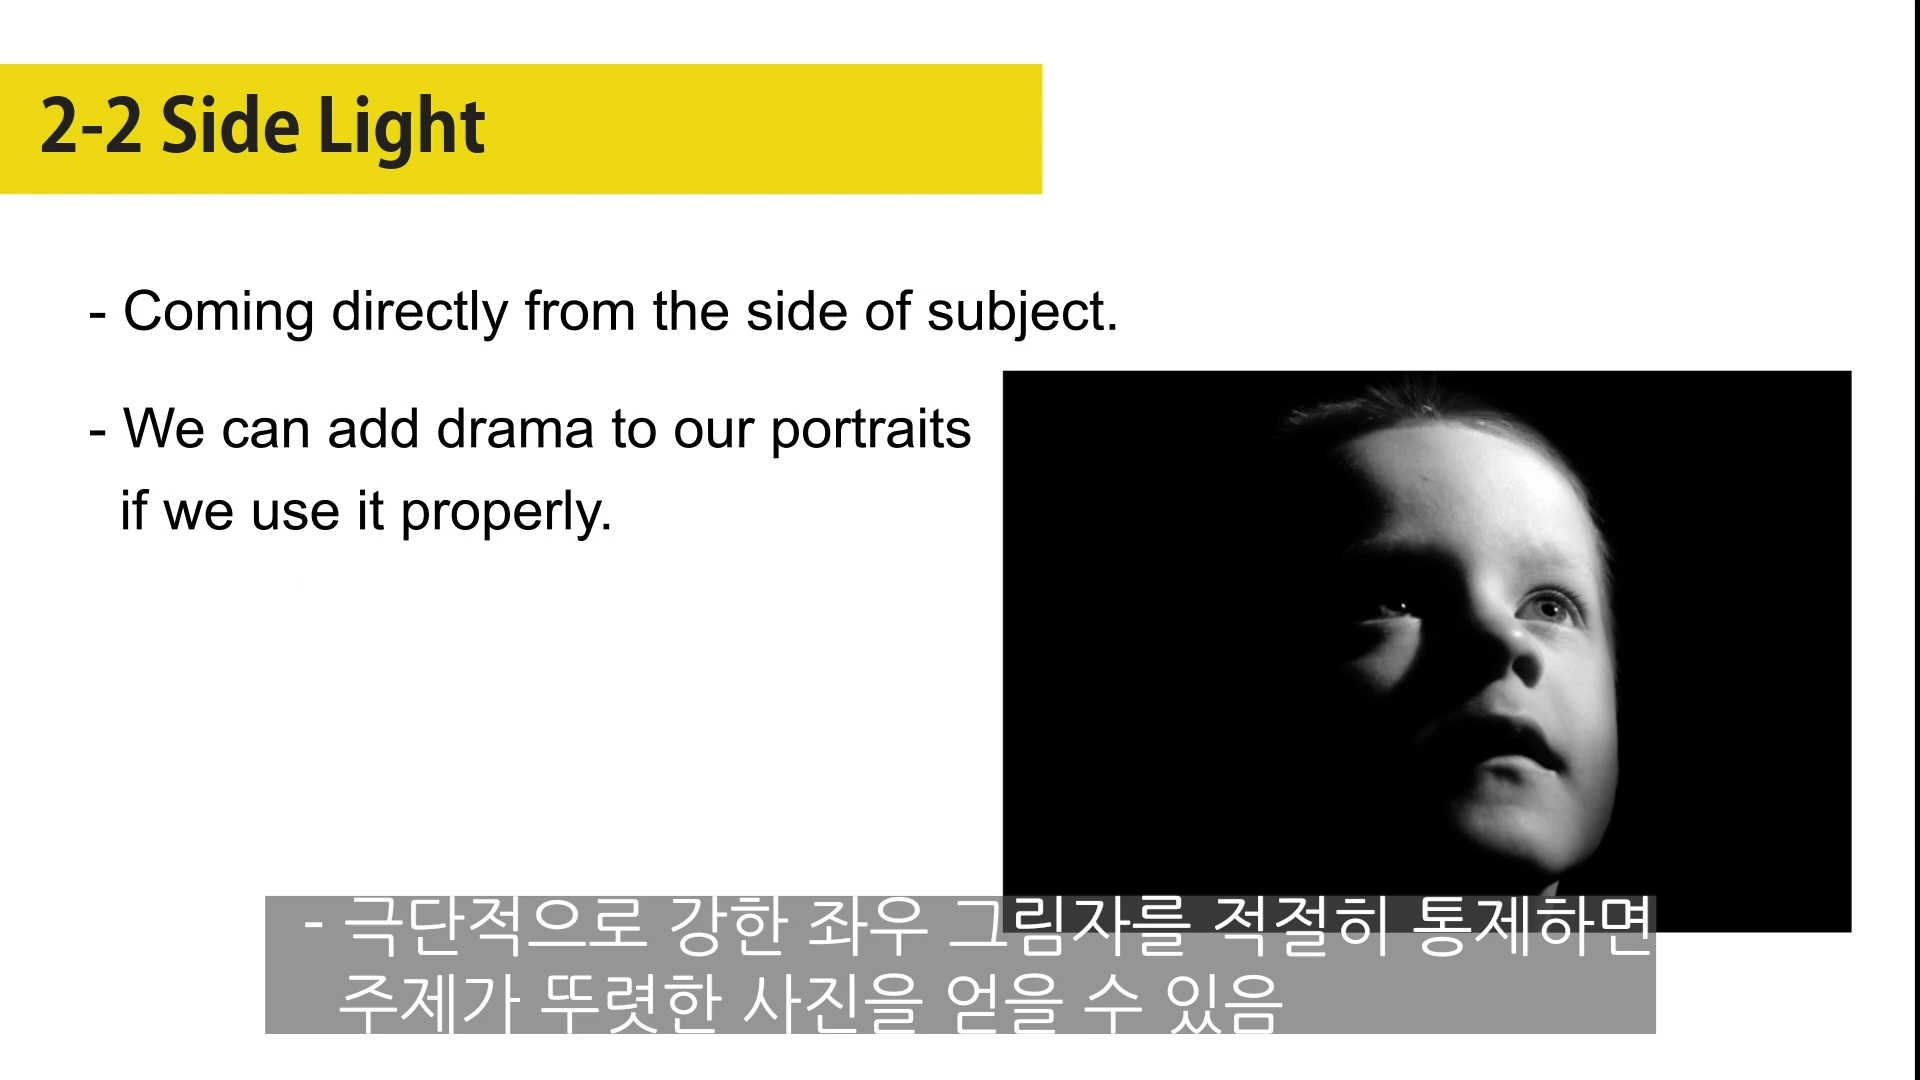 2-2 Side Light
- Coming directly from the side of subject.
- We can add drama to our portraits
if we use it properly.
- 극단적으로 강한 좌우 그림자를 적절히 통제하면
주제가 뚜렷한 사진을 얻을 수 있음